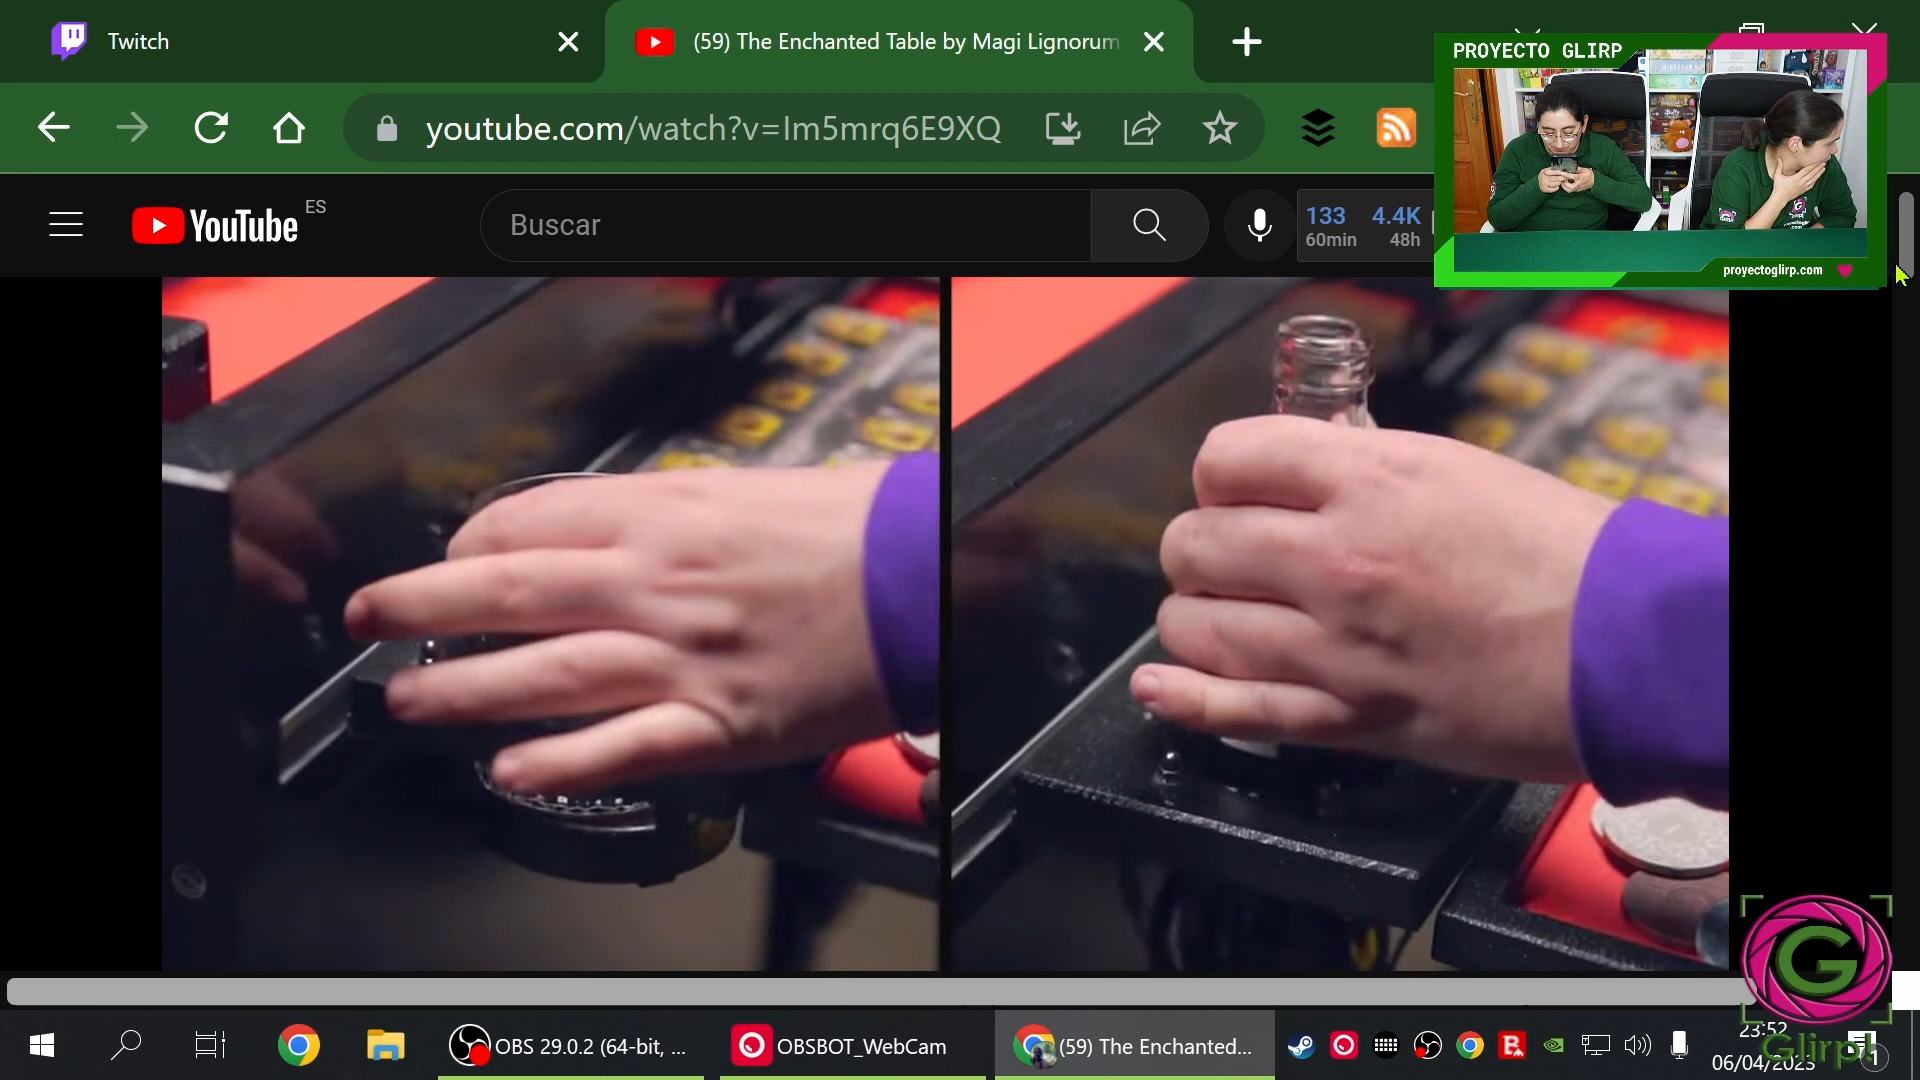 Twitch
(59) The Enchanted Table by Magi Lignorum
youtube.com/watch?v=Im5mrq6E9XQ
PROYECTO GLIRP
proyectoglirp.com
YouTube ES
Buscar
133 4.4K
60min 48h
G
Glirp!
OBS 29.0.2 (64-bit, ...
OBSBOT_WebCam
(59) The Enchanted...
23:52
06/04/2023
1